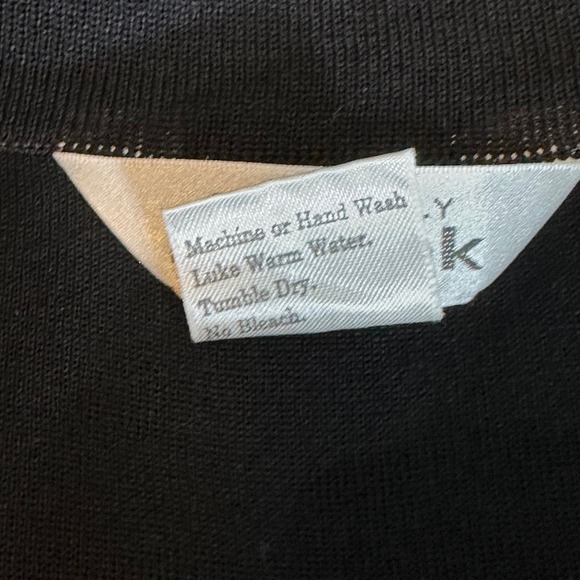 Machine or Hand Wash
Luke Warm Water.
Tumble Dry.
No Bleach.
Y
k